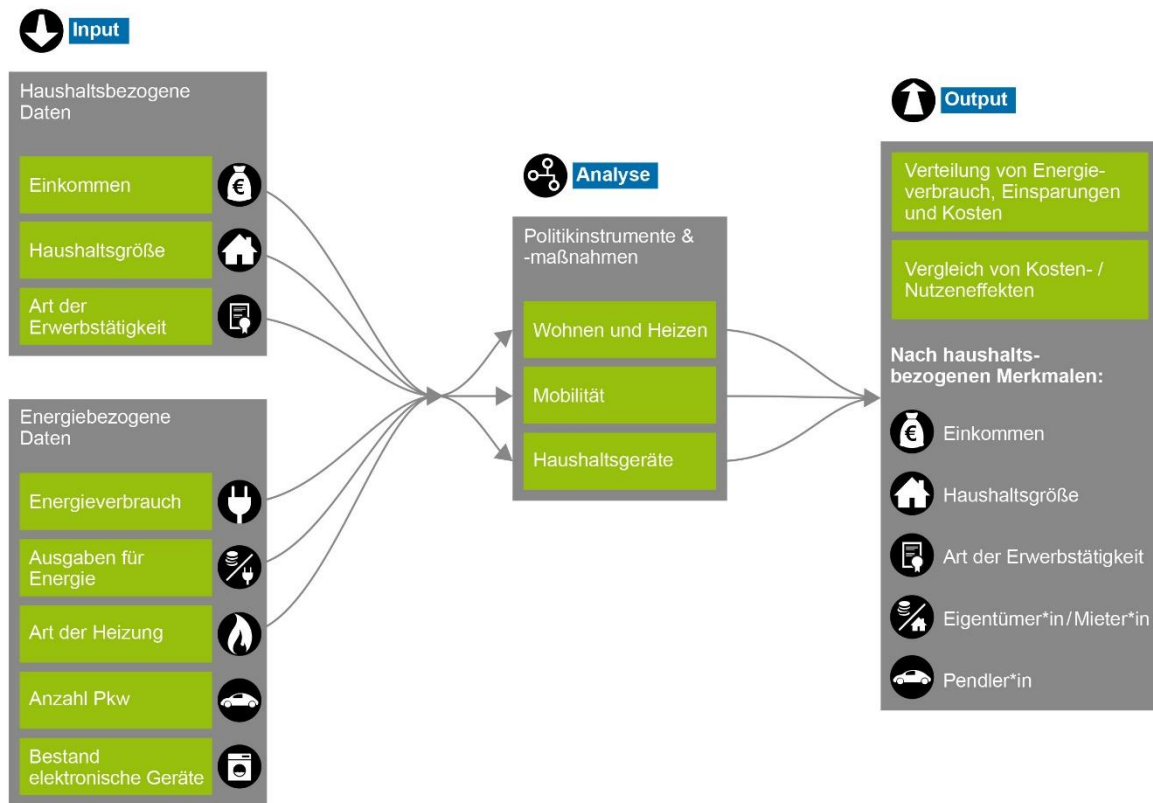 Input
Haushaltsbezogene
Daten
Einkommen
€
Haushaltsgröße
Art der
Erwerbstätigkeit
Energiebezogene
Daten
Energieverbrauch
Ausgaben für
Energie
Art der Heizung
Anzahl Pkw
Bestand
elektronische Geräte
Analyse
Politikinstrumente &
-maßnahmen
Wohnen und Heizen
Mobilität
Haushaltsgeräte
Output
Verteilung von Energie-
verbrauch, Einsparungen
und Kosten
Vergleich von Kosten- /
Nutzeneffekten
Nach haushalts-
bezogenen Merkmalen:
€
Einkommen
Haushaltsgröße
Art der Erwerbstätigkeit
Eigentümer*in/Mieter*in
Pendler*in